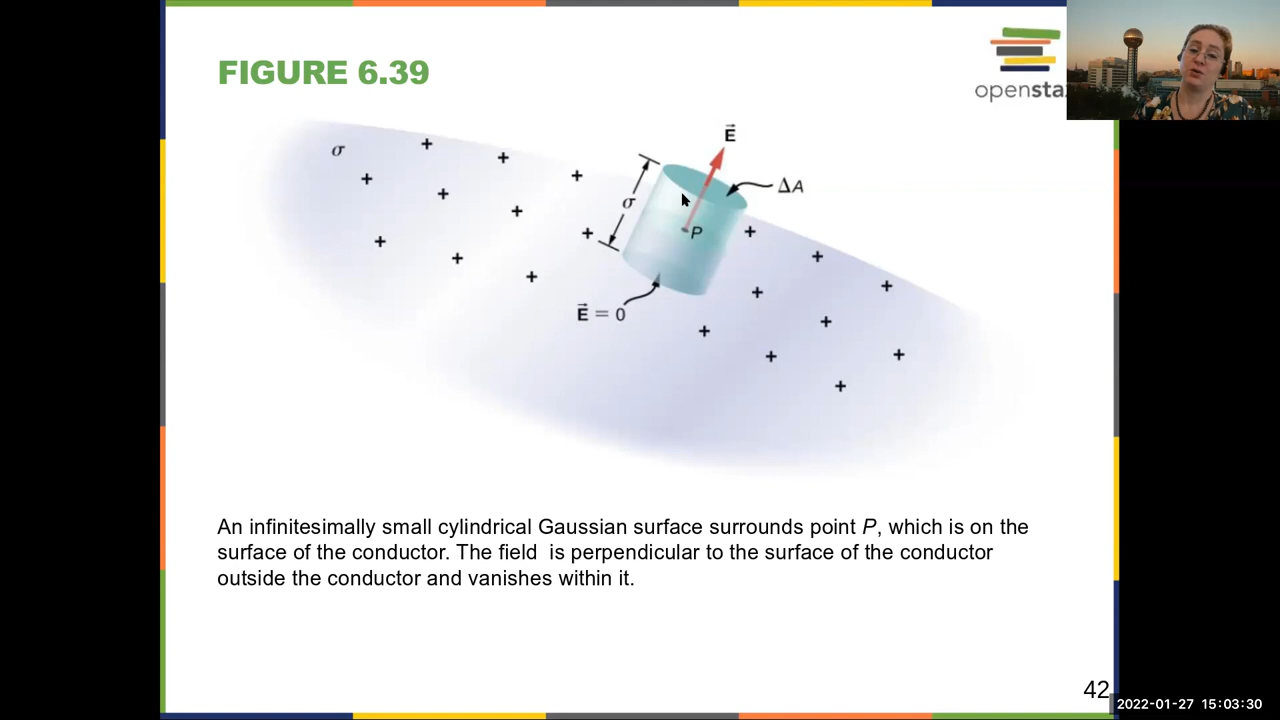 FIGURE 6.39
opensta
σ
E
ΔA
σ
P
E = 0
An infinitesimally small cylindrical Gaussian surface surrounds point P, which is on the
surface of the conductor. The field is perpendicular to the surface of the conductor
outside the conductor and vanishes within it.
42
2022-01-27 15:03:30